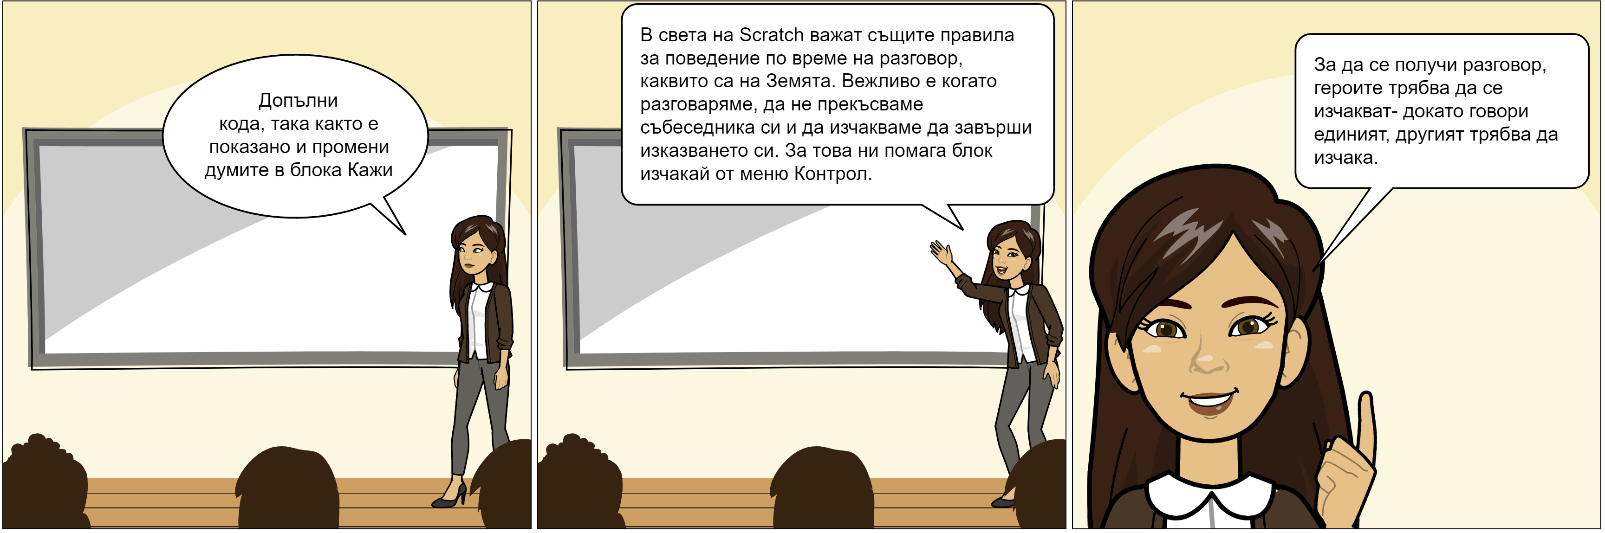 Допълни
кода, така както е
показано и промени
думите в блока Кажи
В света на Scratch важат същите правила
за поведение по време на разговор,
каквито са на Земята. Вежливо е когато
разговаряме, да не прекъсваме
събеседника си и да изчакваме да завърши
изказването си. За това ни помага блок
изчакай от меню Контрол.
За да се получи разговор,
героите трябва да се
изчакват- докато говори
единият, другият трябва да
изчака.